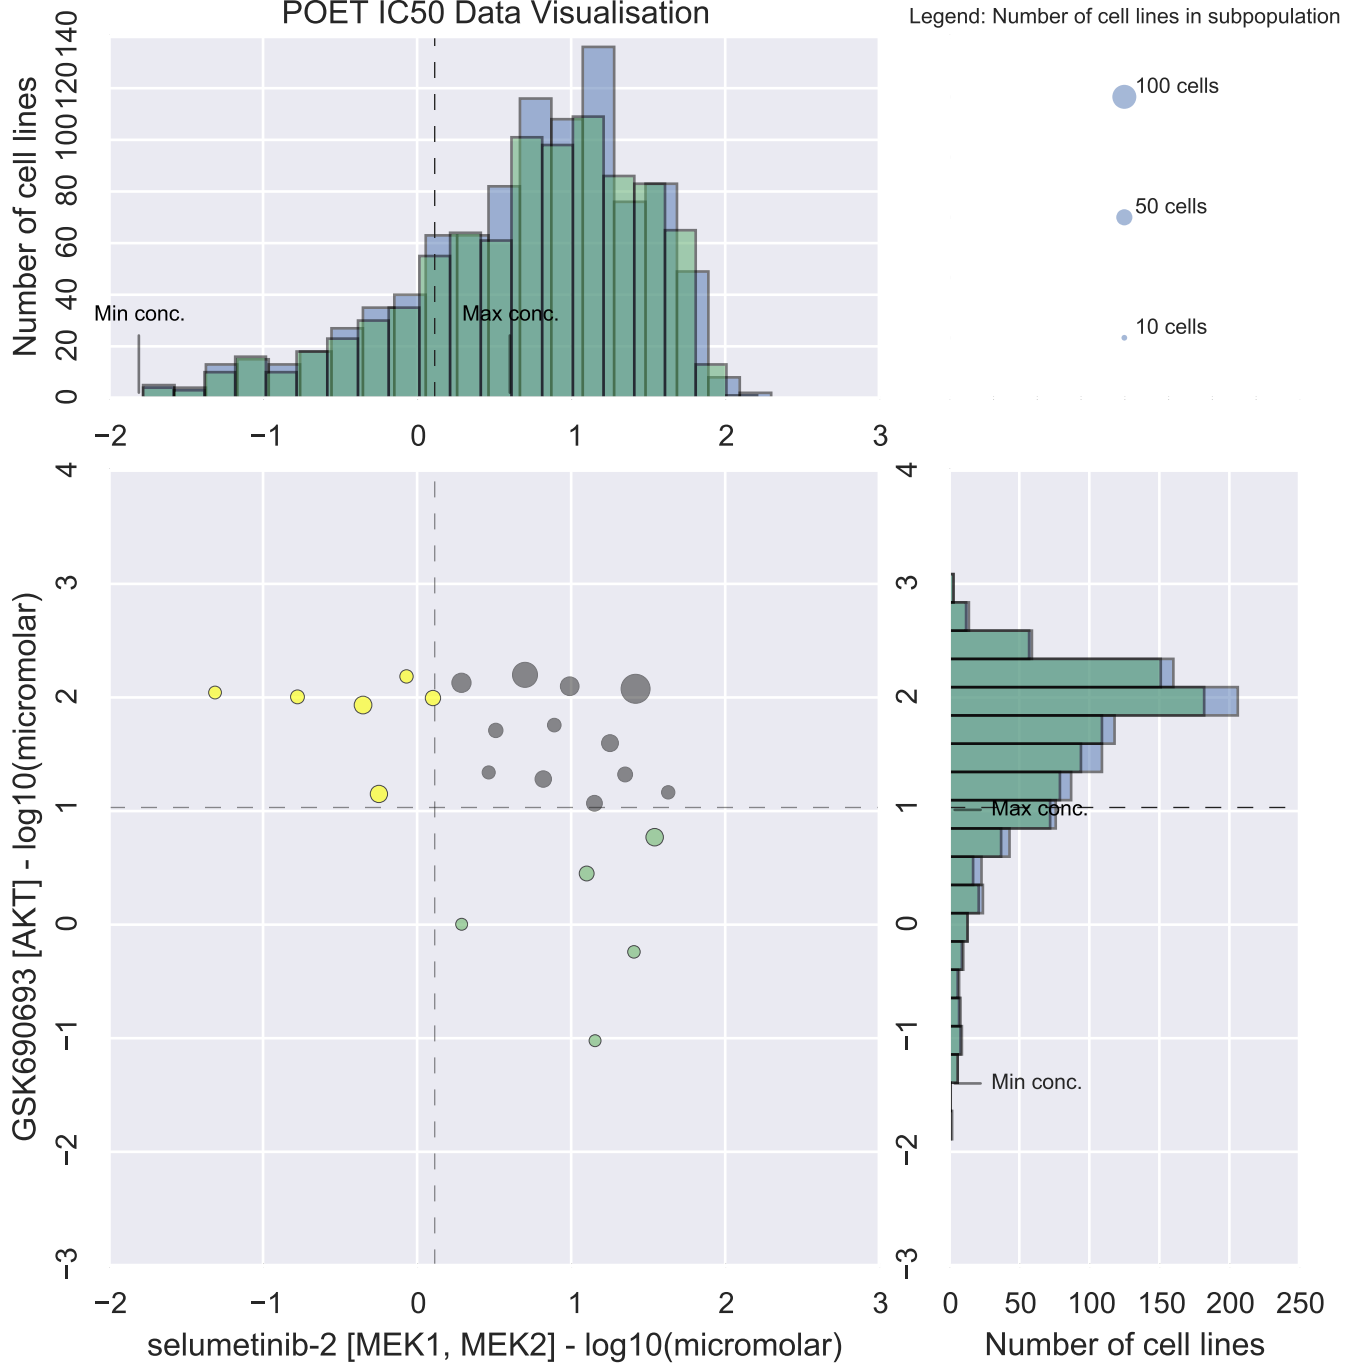 POET IC50 Data Visualisation
Legend: Number of cell lines in subpopulation
100 cells
50 cells
10 cells
Number of cell lines
140
120
100
80
60
40
20
0
Min conc.
Max conc.
−2 −1 0 1 2 3
GSK690693 [AKT] - log10(micromolar)
4
3
2
1
0
−1
−2
−3
−2 −1 0 1 2 3
selumetinib-2 [MEK1, MEK2] - log10(micromolar)
4
3
2
1
0
−1
−2
−3
Max conc.
Min conc.
0 50 100 150 200 250
Number of cell lines